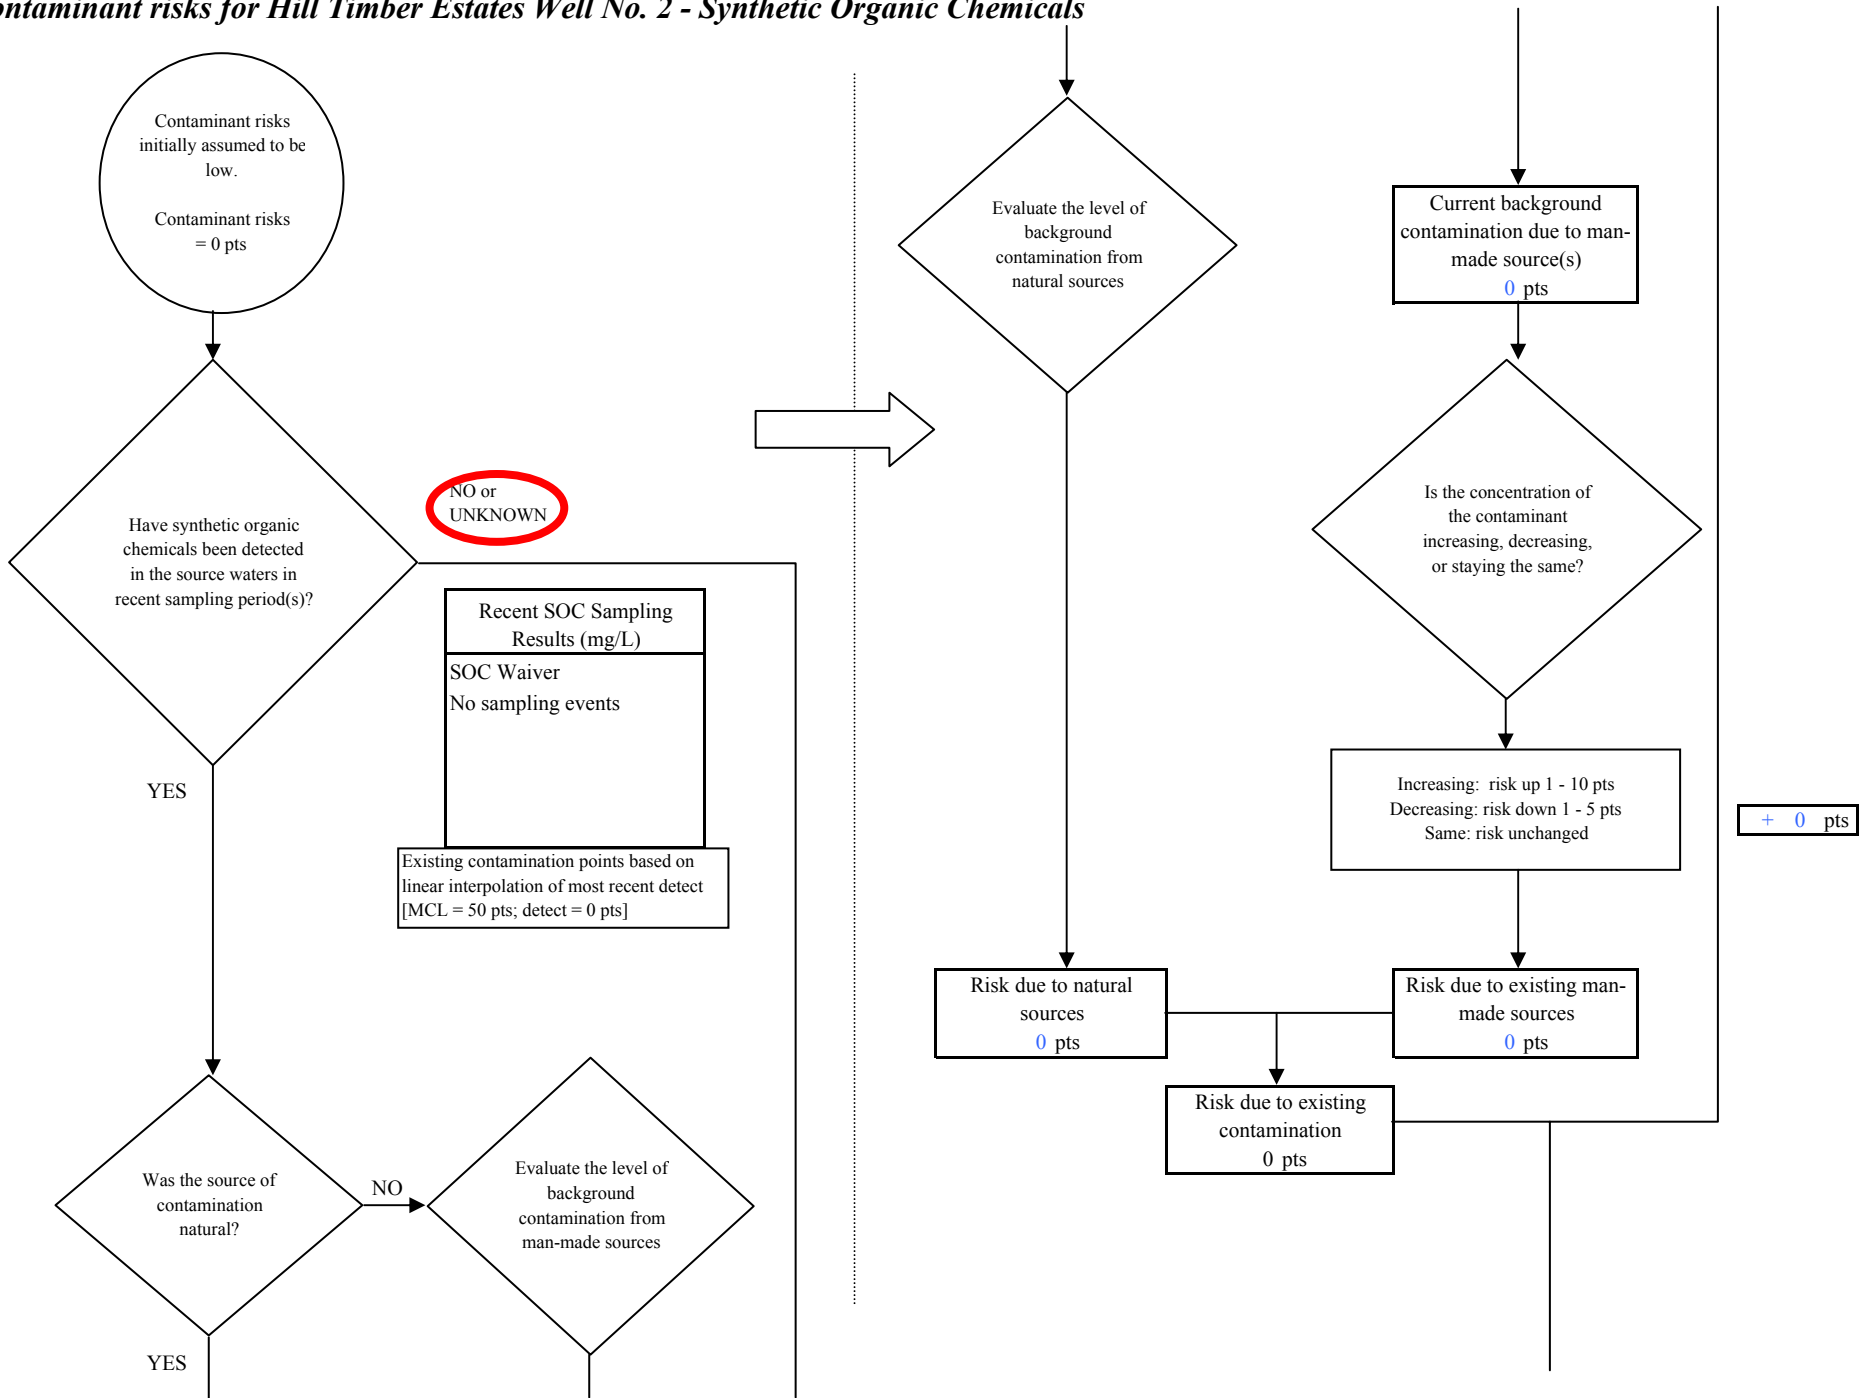 ontaminant risks for Hill Timber Estates Well No. 2 - Synthetic Organic Chemicals
Contaminant risks
initially assumed to be
low.
Contaminant risks
= 0 pts
Have synthetic organic
chemicals been detected
in the source waters in
recent sampling period(s)?
NO or
UNKNOWN
Recent SOC Sampling
Results (mg/L)
SOC Waiver
No sampling events
Existing contamination points based on
linear interpolation of most recent detect
[MCL = 50 pts; detect = 0 pts]
YES
Was the source of
contamination
natural?
NO
Evaluate the level of
background
contamination from
man-made sources
YES
Evaluate the level of
background
contamination from
natural sources
Risk due to natural
sources
0 pts
Current background
contamination due to man-
made source(s)
0 pts
Is the concentration of
the contaminant
increasing, decreasing,
or staying the same?
Increasing: risk up 1 - 10 pts
Decreasing: risk down 1 - 5 pts
Same: risk unchanged
+ 0 pts
Risk due to existing man-
made sources
0 pts
Risk due to existing
contamination
0 pts